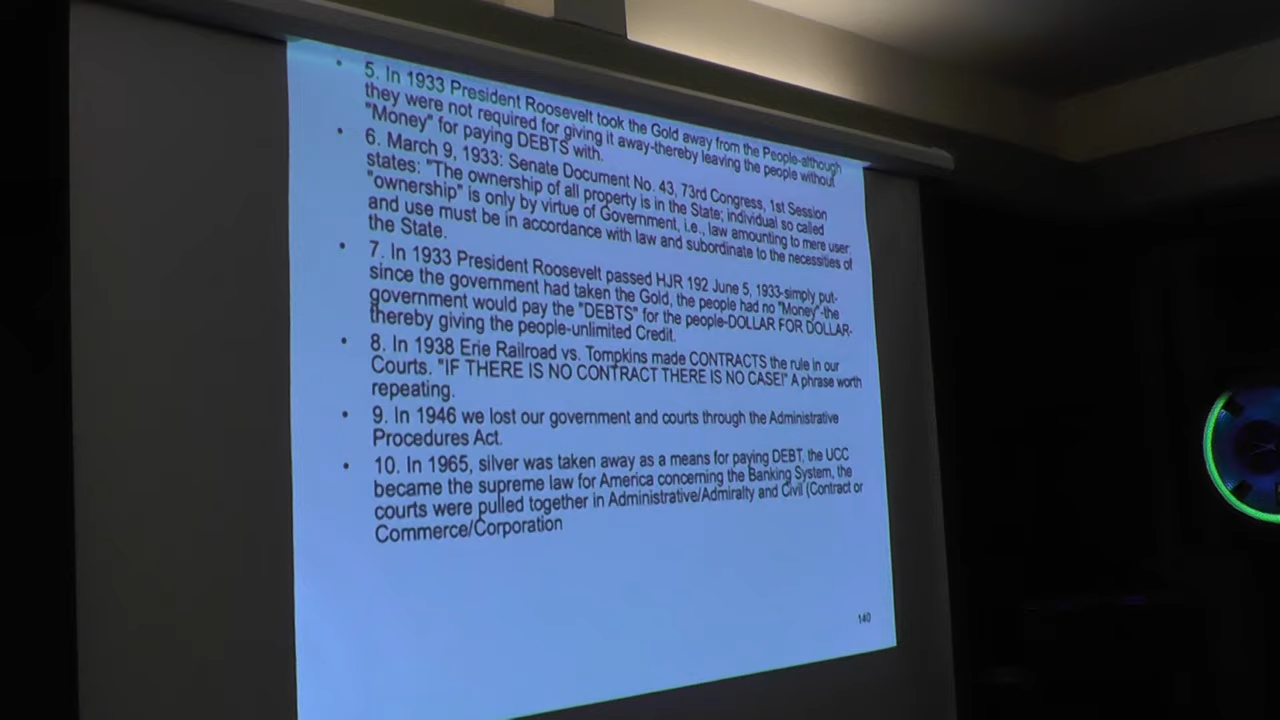 • 5. In 1933 President Roosevelt took the Gold away from the People-although
they were not required for giving it away-thereby leaving the people without
"Money" for paying DEBTS with.
• 6. March 9, 1933: Senate Document No. 43, 73rd Congress, 1st Session
states: "The ownership of all property is in the State; individual so called
"ownership" is only by virtue of Government, i.e., law amounting to mere user
and use must be in accordance with law and subordinate to the necessities of
the State.
• 7. In 1933 President Roosevelt passed HJR 192 June 5, 1933-simply put-
since the government had taken the Gold, the people had no "Money"-the
government would pay the "DEBTS" for the people-DOLLAR FOR DOLLAR-
thereby giving the people-unlimited Credit.
• 8. In 1938 Erie Railroad vs. Tompkins made CONTRACTS the rule in our
Courts. "IF THERE IS NO CONTRACT THERE IS NO CASE!" A phrase worth
repeating.
• 9. In 1946 we lost our government and courts through the Administrative
Procedures Act.
• 10. In 1965, silver was taken away as a means for paying DEBT, the UCC
became the supreme law for America concerning the Banking System, the
courts were pulled together in Administrative/Admiralty and Civil (Contract or
Commerce/Corporation
140